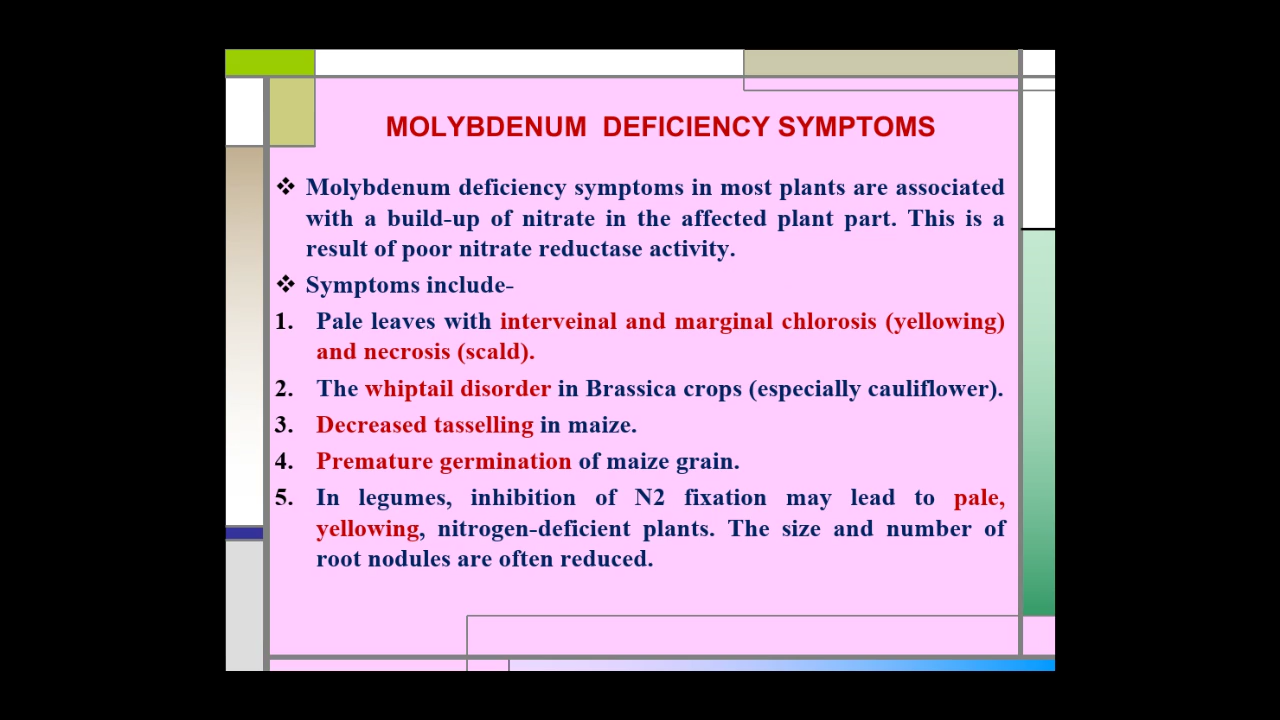 MOLYBDENUM DEFICIENCY SYMPTOMS
❖ Molybdenum deficiency symptoms in most plants are associated
with a build-up of nitrate in the affected plant part. This is a
result of poor nitrate reductase activity.
❖ Symptoms include-
1. Pale leaves with interveinal and marginal chlorosis (yellowing)
and necrosis (scald).
2. The whiptail disorder in Brassica crops (especially cauliflower).
3. Decreased tasselling in maize.
4. Premature germination of maize grain.
5. In legumes, inhibition of N2 fixation may lead to pale,
yellowing, nitrogen-deficient plants. The size and number of
root nodules are often reduced.